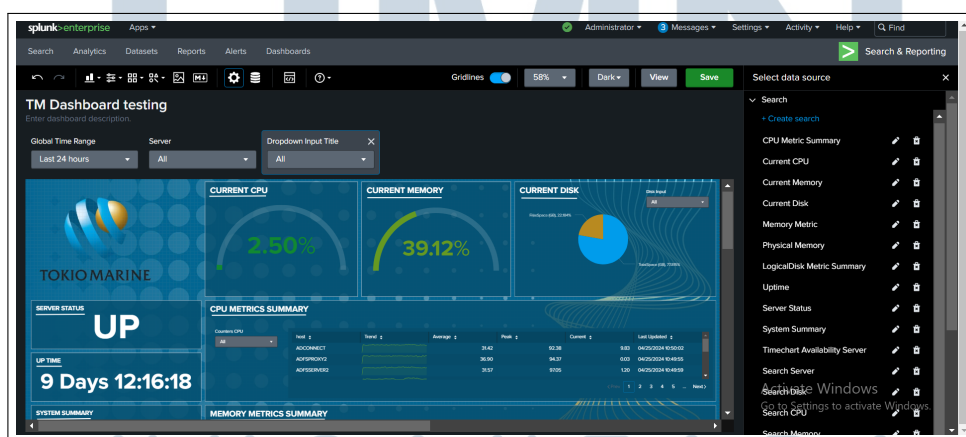 splunk>enterprise Apps Administrator 3 Messages Settings Activity Help Find
Search Analytics Datasets Reports Alerts Dashboards Search & Reporting
Gridlines 58% Dark View Save Select data source
TM Dashboard testing
Enter dashboard description.
Global Time Range Server Dropdown Input Title
Last 24 hours All All
Search
+ Create search
CPU Metric Summary
Current CPU
Current Memory
Current Disk
Memory Metric
Physical Memory
LogicalDisk Metric Summary
Uptime
Server Status
System Summary
Timechart Availability Server
Search Server
Search Disk
Search CPU
Search Memory
TOKIO MARINE
CURRENT CPU
2.50%
CURRENT MEMORY
39.12%
CURRENT DISK
Disk Input
All
SERVER STATUS
UP
UP TIME
9 Days 12:16:18
SYSTEM SUMMARY
CPU METRICS SUMMARY
Counters CPU
All
host Trend Average Peak Current Last Updated
ADCONNECT 31.42 92.38 9.83 04/25/2024 10:50:03
ADFSPROXY2 36.90 94.37 0.03 04/25/2024 10:49:55
ADFSSERVER2 31.57 97.05 1.20 04/25/2024 10:49:59
1 2 3 4 5 ... Next>
MEMORY METRICS SUMMARY
Activate Windows
Go to Settings to activate Windows.